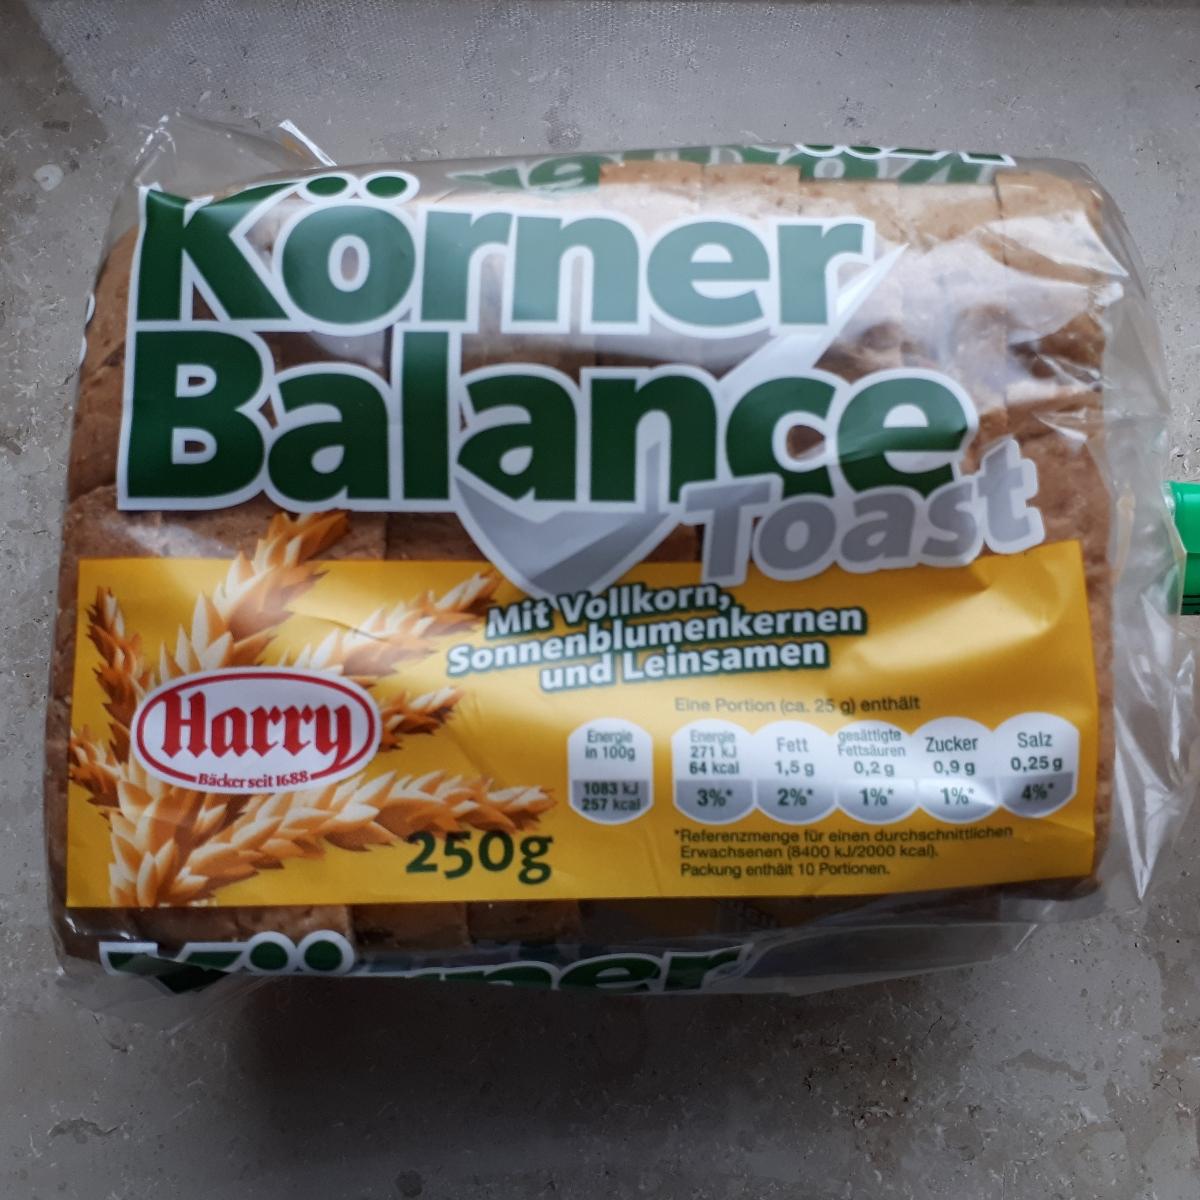 Körner
Balance
Toast
Mit Vollkorn,
Sonnenblumenkernen
und Leinsamen
Harry
Bäcker seit 1688
250g
Eine Portion (ca. 25 g) enthält
Energie
in 100g
1083 kJ
257 kcal
Energie
271 kJ
64 kcal
3%*
Fett
1,5 g
2%*
gesättigte
Fettsäuren
0,2 g
1%*
Zucker
0,9 g
1%*
Salz
0,25 g
4%*
*Referenzmenge für einen durchschnittlichen
Erwachsenen (8400 kJ/2000 kcal).
Packung enthält 10 Portionen.
Körner